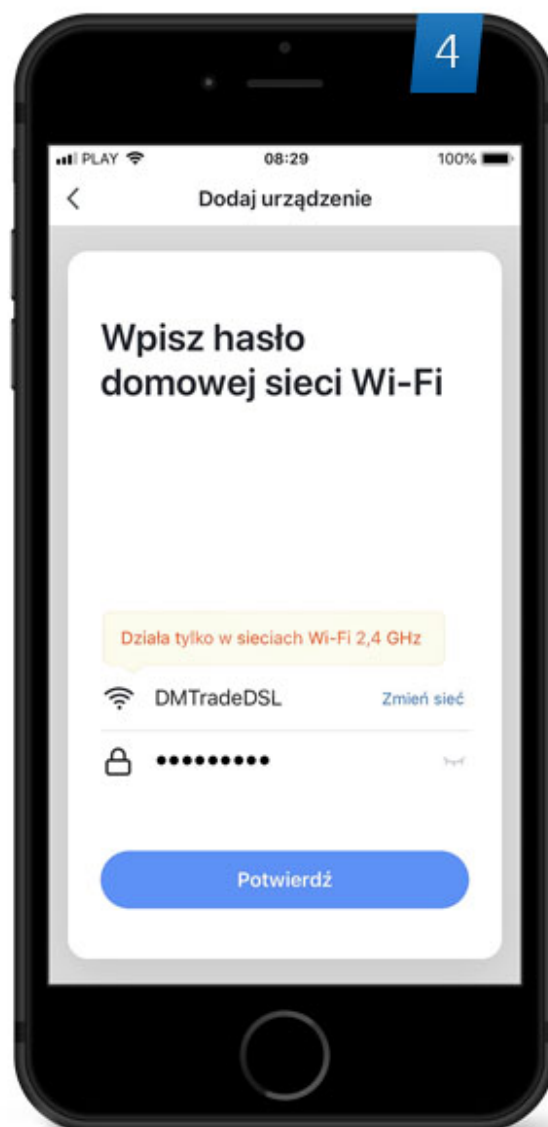 4
PLAY 08:29 100%
Dodaj urządzenie
Wpisz hasło
domowej sieci Wi-Fi
Działa tylko w sieciach Wi-Fi 2,4 GHz
DMTradeDSL Zmień sieć
•••••••••
Potwierdź